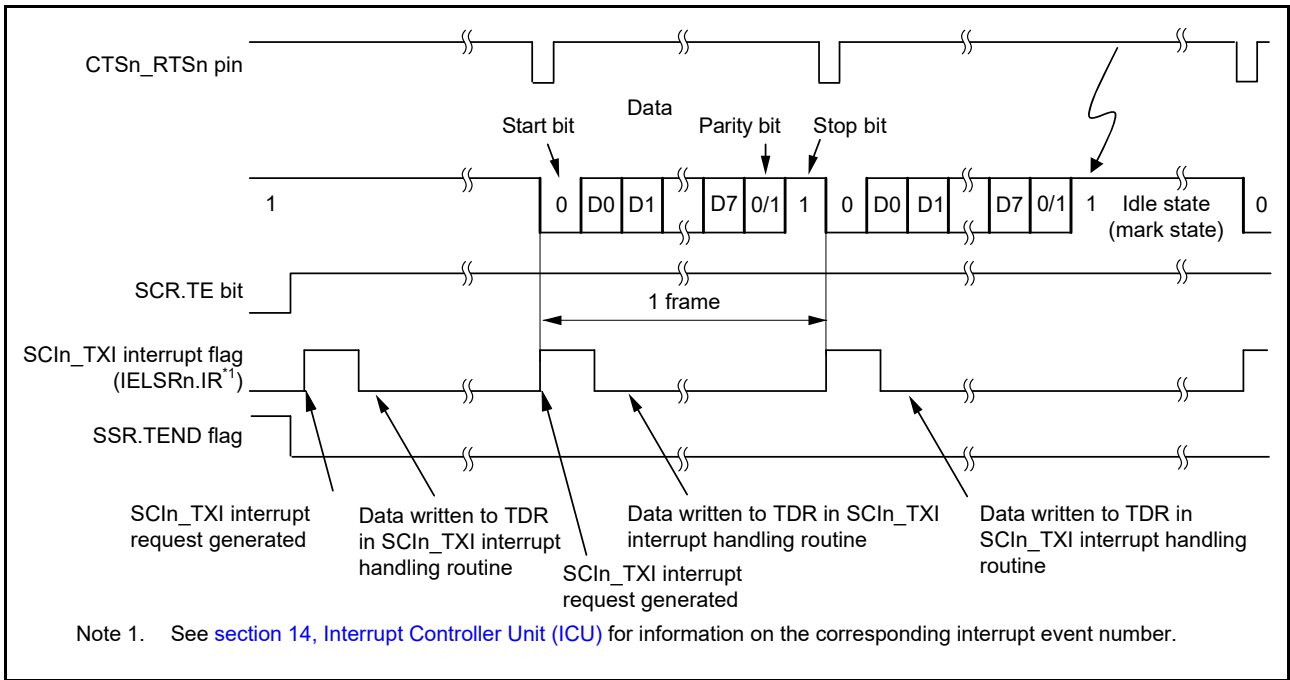 CTSn_RTSn pin
Data
Start bit
Parity bit
Stop bit
1
0 D0 D1 D7 0/1 1 0 D0 D1 D7 0/1 1 Idle state (mark state) 0
SCR.TE bit
1 frame
SCIn_TXI interrupt flag
(IELSRn.IR*1)
SSR.TEND flag
SCIn_TXI interrupt
request generated
Data written to TDR
in SCIn_TXI interrupt
handling routine
SCIn_TXI interrupt
request generated
Data written to TDR in SCIn_TXI
interrupt handling routine
Data written to TDR in
SCIn_TXI interrupt handling
routine
Note 1. See section 14, Interrupt Controller Unit (ICU) for information on the corresponding interrupt event number.